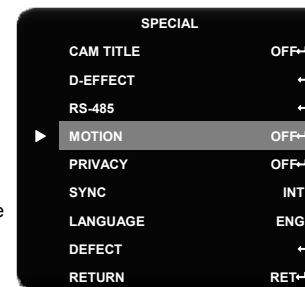 SPECIAL
CAM TITLE OFF↵
D-EFFECT ↵
RS-485 ↵
▶ MOTION OFF↵
PRIVACY OFF↵
SYNC INT
e
LANGUAGE ENG
DEFECT ↵
RETURN RET↵